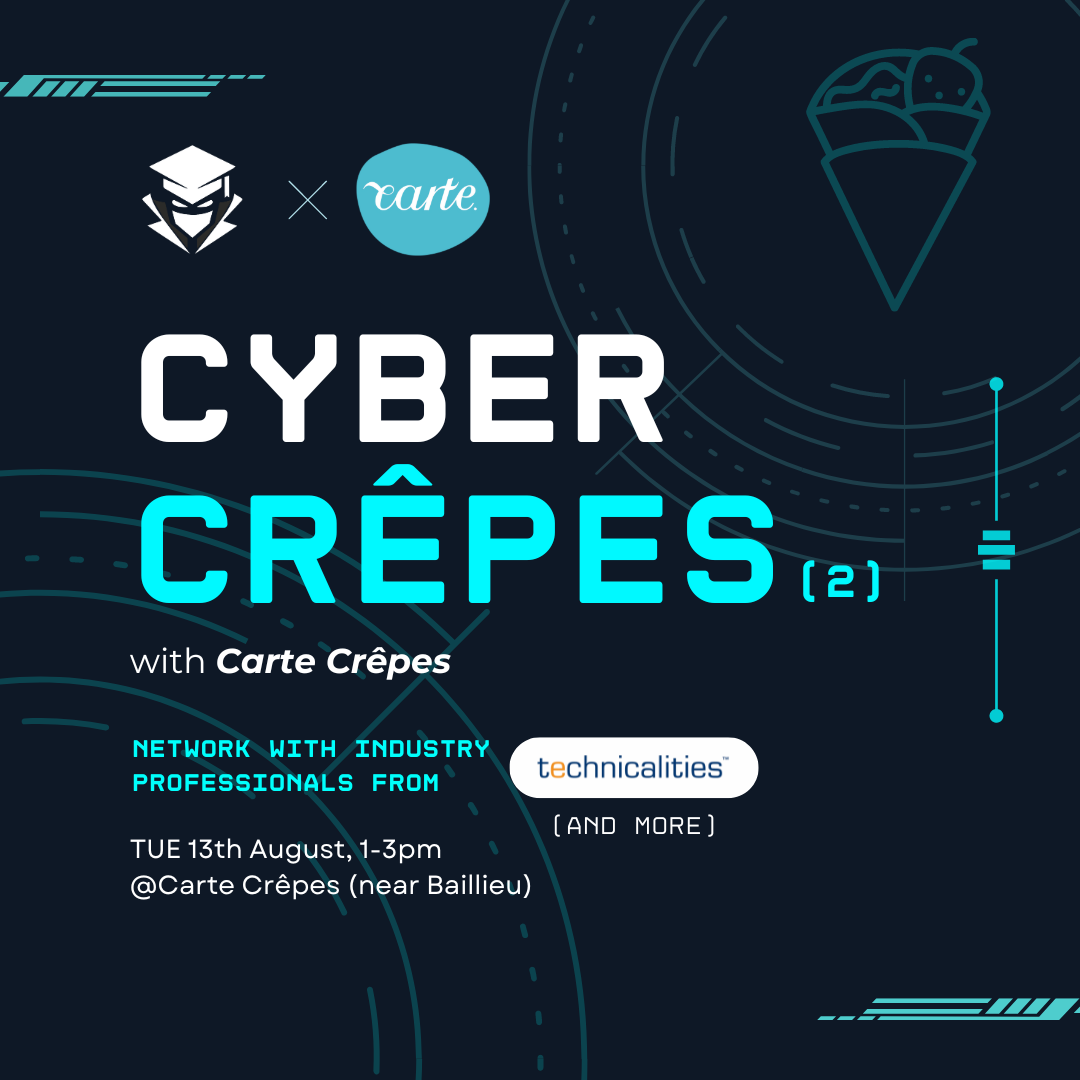 carte.
CYBER
CRÊPES (2)
with Carte Crêpes
NETWORK WITH INDUSTRY
PROFESSIONALS FROM
technicalities™
(AND MORE)
TUE 13th August, 1-3pm
@Carte Crêpes (near Baillieu)